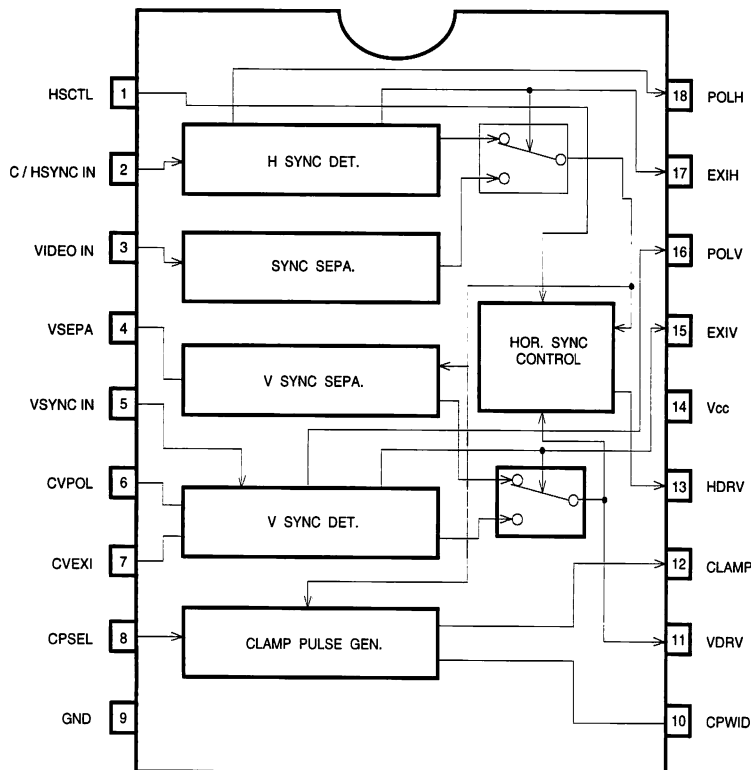 HSCTL 1
18 POLH
C / HSYNC IN 2
H SYNC DET.
17 EXIH
VIDEO IN 3
SYNC SEPA.
16 POLV
VSEPA 4
V SYNC SEPA.
HOR. SYNC
CONTROL
15 EXIV
VSYNC IN 5
14 Vcc
CVPOL 6
V SYNC DET.
13 HDRV
CVEXI 7
12 CLAMP
CPSEL 8
CLAMP PULSE GEN.
11 VDRV
GND 9
10 CPWID